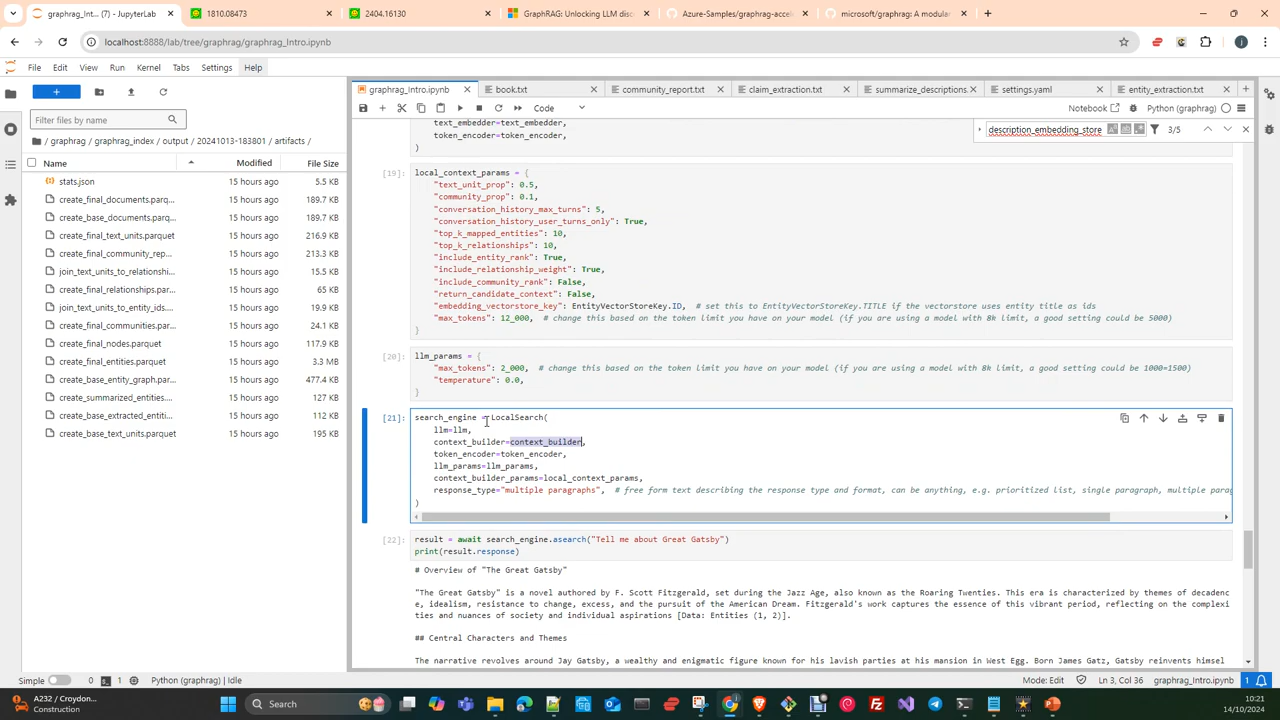 graphrag_Int... (7) - JupyterLab
1810.08473
2404.16130
GraphRAG: Unlocking LLM disc
Azure-Samples/graphrag-acceler
microsoft/graphrag: A modular
localhost:8888/lab/tree/graphrag/graphrag_Intro.ipynb
File Edit View Run Kernel Tabs Settings Help
Filter files by name
/ graphrag / graphrag_index / output / 20241013-183801 / artifacts /
Name Modified File Size
stats.json 15 hours ago 5.5 KB
create_final_documents.parq... 15 hours ago 189.7 KB
create_base_documents.parq... 15 hours ago 189.7 KB
create_final_text_units.parquet 15 hours ago 216.9 KB
create_final_community_rep... 15 hours ago 213.3 KB
join_text_units_to_relationshi... 15 hours ago 15.5 KB
create_final_relationships.par... 15 hours ago 65 KB
join_text_units_to_entity_ids.... 15 hours ago 19.9 KB
create_final_communities.par... 15 hours ago 24.1 KB
create_final_nodes.parquet 15 hours ago 117.9 KB
create_final_entities.parquet 15 hours ago 3.3 MB
create_base_entity_graph.par... 15 hours ago 477.4 KB
create_summarized_entities.... 15 hours ago 127 KB
create_base_extracted_entiti... 15 hours ago 112 KB
create_base_text_units.parquet 15 hours ago 195 KB
graphrag_Intro.ipynb
book.txt
community_report.txt
claim_extraction.txt
summarize_descriptions.
settings.yaml
entity_extraction.txt
Code
Notebook
Python (graphrag)
description_embedding_store 3/5
text_embedder=text_embedder,
token_encoder=token_encoder,
)
[19]: local_context_params = {
"text_unit_prop": 0.5,
"community_prop": 0.1,
"conversation_history_max_turns": 5,
"conversation_history_user_turns_only": True,
"top_k_mapped_entities": 10,
"top_k_relationships": 10,
"include_entity_rank": True,
"include_relationship_weight": True,
"include_community_rank": False,
"return_candidate_context": False,
"embedding_vectorstore_key": EntityVectorStoreKey.ID, # set this to EntityVectorStoreKey.TITLE if the vectorstore uses entity title as ids
"max_tokens": 12_000, # change this based on the token limit you have on your model (if you are using a model with 8k limit, a good setting could be 5000)
}
[20]: llm_params = {
"max_tokens": 2_000, # change this based on the token limit you have on your model (if you are using a model with 8k limit, a good setting could be 1000=1500)
"temperature": 0.0,
}
[21]: search_engine = LocalSearch(
llm=llm,
context_builder=context_builder,
token_encoder=token_encoder,
llm_params=llm_params,
context_builder_params=local_context_params,
response_type="multiple paragraphs", # free form text describing the response type and format, can be anything, e.g. prioritized list, single paragraph, multiple parag
)
[22]: result = await search_engine.asearch("Tell me about Great Gatsby")
print(result.response)
# Overview of "The Great Gatsby"
"The Great Gatsby" is a novel authored by F. Scott Fitzgerald, set during the Jazz Age, also known as the Roaring Twenties. This era is characterized by themes of decadenc
e, idealism, resistance to change, excess, and the pursuit of the American Dream. Fitzgerald's work captures the essence of this vibrant period, reflecting on the complexi
ties and nuances of society and individual aspirations [Data: Entities (1, 2)].
## Central Characters and Themes
The narrative revolves around Jay Gatsby, a wealthy and enigmatic figure known for his lavish parties at his mansion in West Egg. Born James Gatz, Gatsby reinvents himsel
Simple 0 1 Python (graphrag) | Idle
Mode: Edit Ln 3, Col 36 graphrag_Intro.ipynb 1
A232 / Croydon...
Construction
Search
10:21
14/10/2024